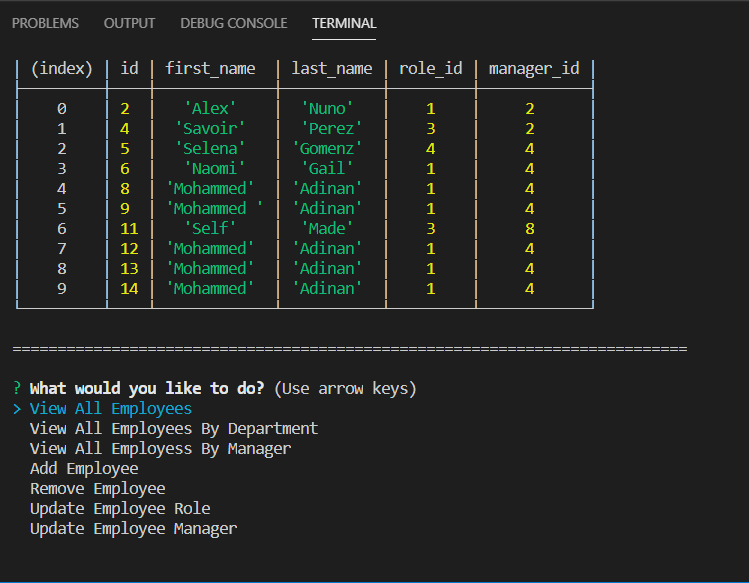 PROBLEMS OUTPUT DEBUG CONSOLE TERMINAL
(index) | id | first_name | last_name | role_id | manager_id
0 | 2 | 'Alex' | 'Nuno' | 1 | 2
1 | 4 | 'Savoir' | 'Perez' | 3 | 2
2 | 5 | 'Selena' | 'Gomenz' | 4 | 4
3 | 6 | 'Naomi' | 'Gail' | 1 | 4
4 | 8 | 'Mohammed' | 'Adinan' | 1 | 4
5 | 9 | 'Mohammed ' | 'Adinan' | 1 | 4
6 | 11 | 'Self' | 'Made' | 3 | 8
7 | 12 | 'Mohammed' | 'Adinan' | 1 | 4
8 | 13 | 'Mohammed' | 'Adinan' | 1 | 4
9 | 14 | 'Mohammed' | 'Adinan' | 1 | 4
===========================================================================
? What would you like to do? (Use arrow keys)
> View All Employees
View All Employees By Department
View All Employess By Manager
Add Employee
Remove Employee
Update Employee Role
Update Employee Manager